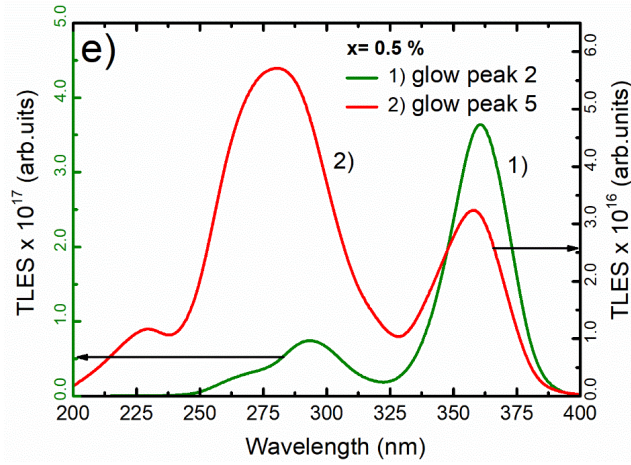 e)
x= 0.5 %
1) glow peak 2
2) glow peak 5
2)
1)
TLES x 10^17 (arb.uits)
0.0
1.0
2.0
3.0
4.0
5.0
TLES x 10^16 (arb.units)
0.0
1.0
2.0
3.0
4.0
5.0
6.0
200 225 250 275 300 325 350 375 400
Wavelength (nm)